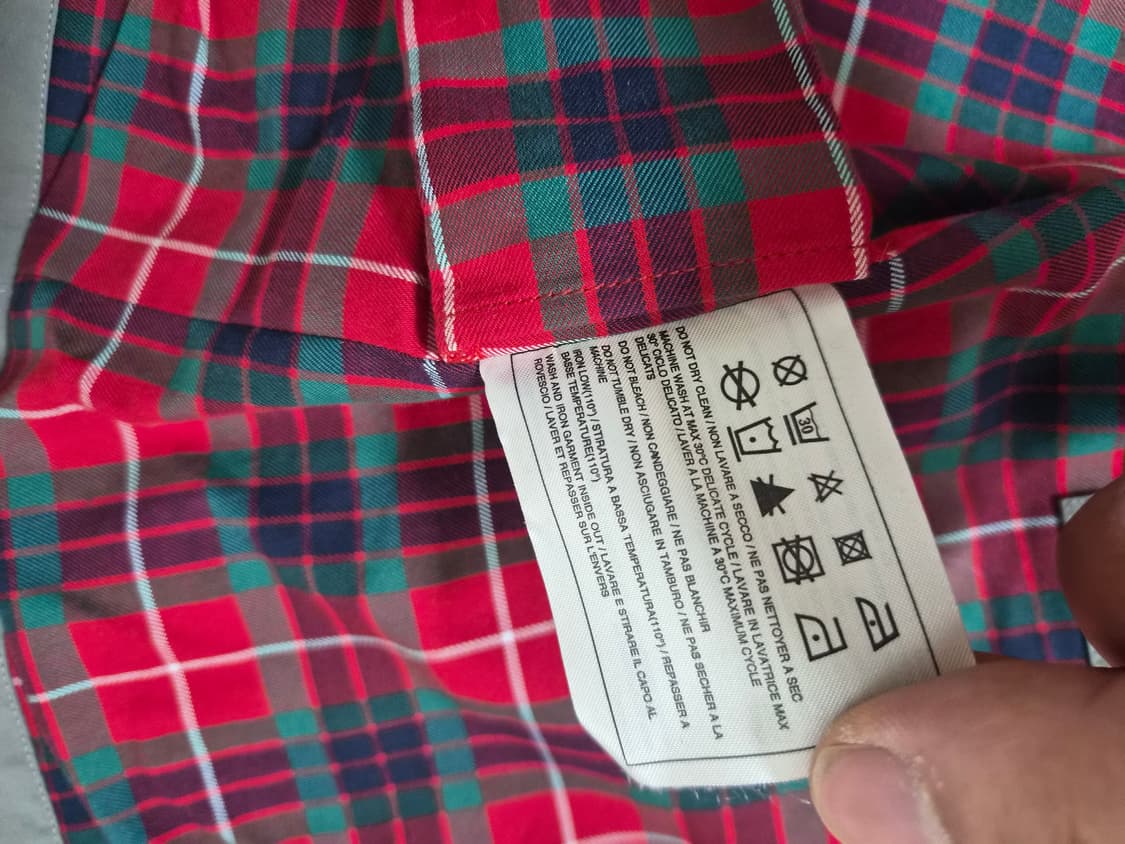 30
DO NOT DRY CLEAN / NON LAVARE A SECCO / NE PAS NETTOYER A SEC
MACHINE WASH AT MAX 30°C DELICATE CYCLE / LAVARE IN LAVATRICE MAX
30° CICLO DELICATO / LAVER A LA MACHINE A 30°C MAXIMUM CYCLE
DELICATS
DO NOT BLEACH / NON CANDEGGIARE / NE PAS BLANCHIR
DO NOT TUMBLE DRY / NON ASCIUGARE IN TAMBURO / NE PAS SECHER A LA
MACHINE
IRON LOW(110°) / STIRATURA A BASSA TEMPERATURA(110°) / REPASSER A
BASSE TEMPERATURE(110°)
WASH AND IRON GARMENT INSIDE OUT / LAVARE E STIRARE IL CAPO AL
ROVESCIO / LAVER ET REPASSER SUR L'ENVERS